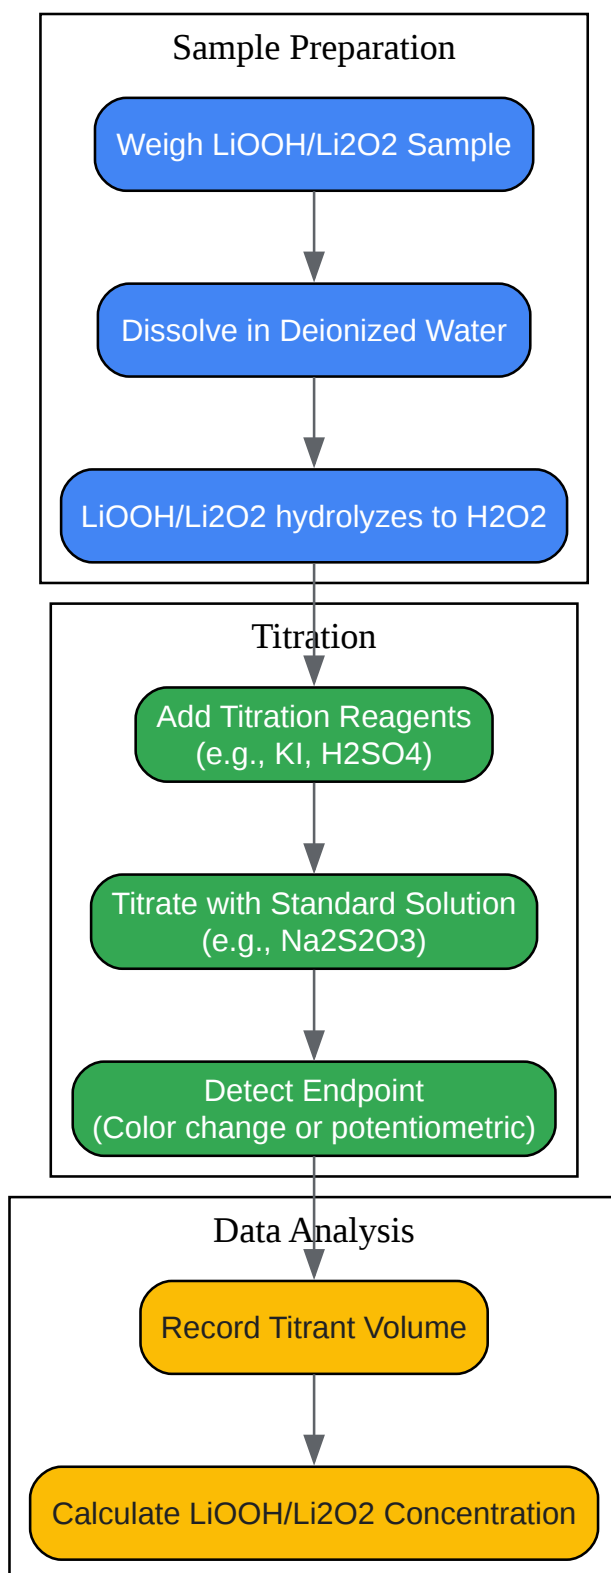 Sample Preparation
Weigh LiOOH/Li2O2 Sample
Dissolve in Deionized Water
LiOOH/Li2O2 hydrolyzes to H2O2
Titration
Add Titration Reagents
(e.g., KI, H2SO4)
Titrate with Standard Solution
(e.g., Na2S2O3)
Detect Endpoint
(Color change or potentiometric)
Data Analysis
Record Titrant Volume
Calculate LiOOH/Li2O2 Concentration